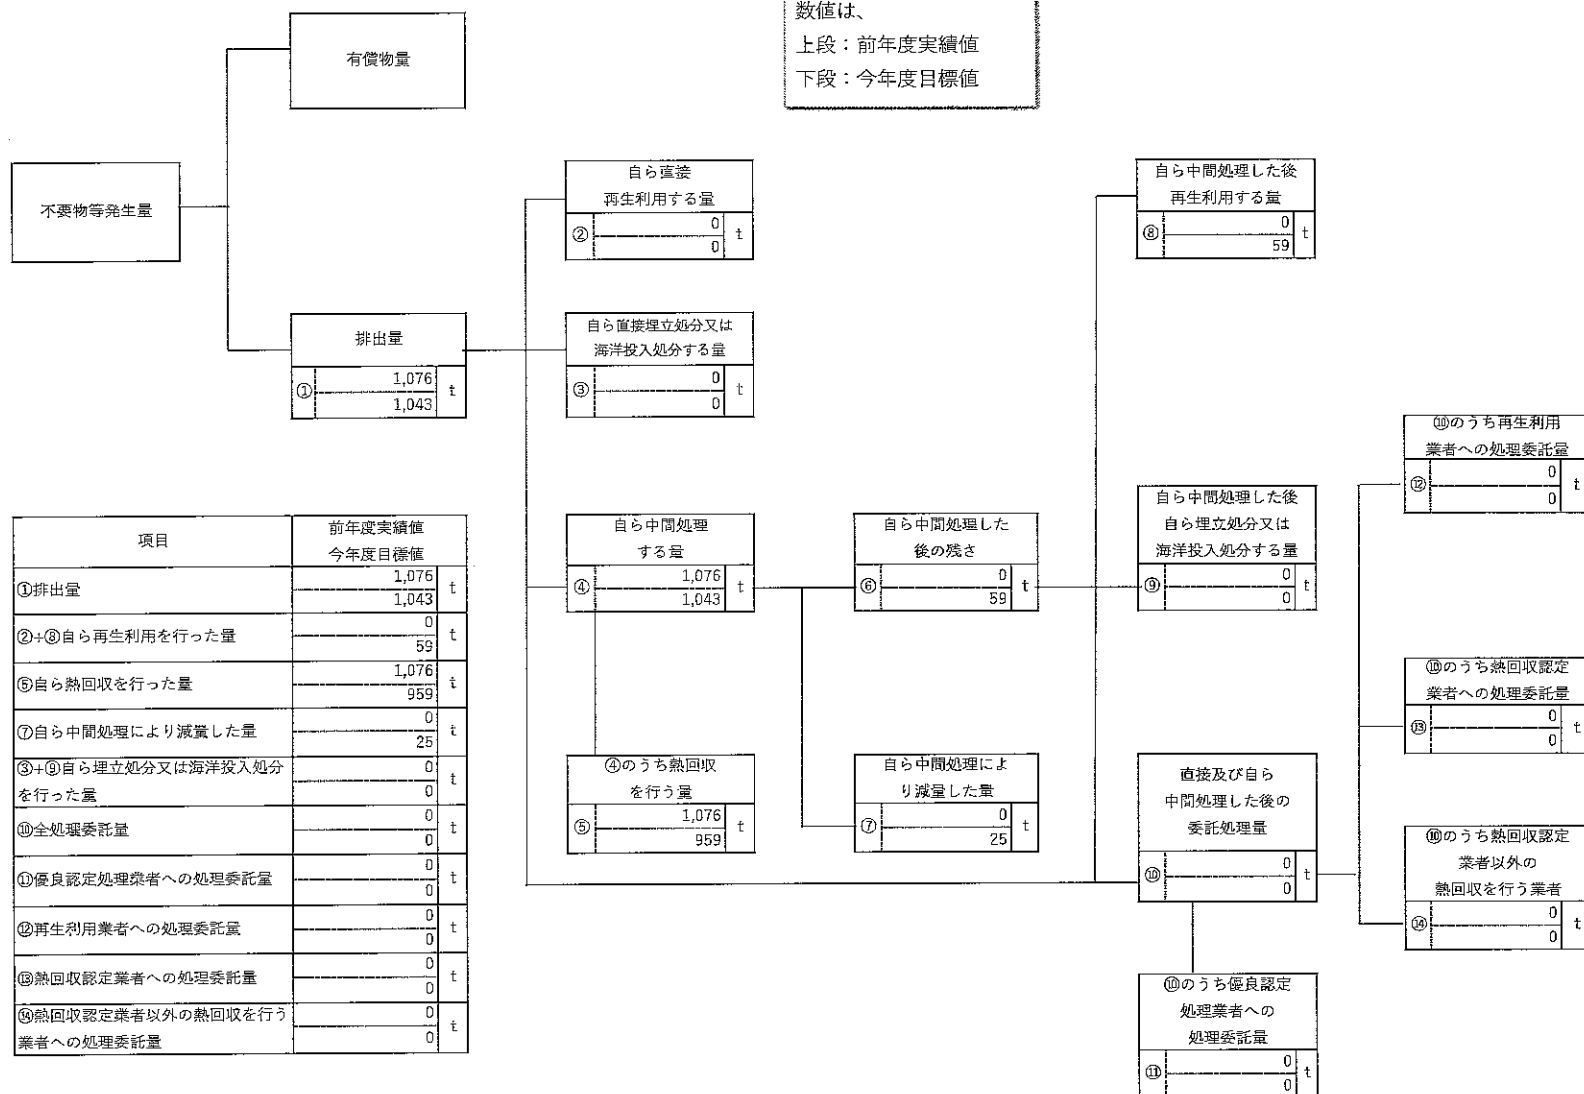 数値は、
上段：前年度実績値
下段：今年度目標値
有償物量
不要物等発生量
排出量
①
1,076
1,043
t
自ら直接
再生利用する量
②
0
0
t
自ら直接埋立処分又は
海洋投入処分する量
③
0
0
t
自ら中間処理
する量
④
1,076
1,043
t
④のうち熱回収
を行う量
⑤
1,076
959
t
自ら中間処理した
後の残さ
⑥
0
59
t
自ら中間処理によ
り減量した量
⑦
0
25
t
自ら中間処理した後
再生利用する量
⑧
0
59
t
自ら中間処理した後
自ら埋立処分又は
海洋投入処分する量
⑨
0
0
t
直接及び自ら
中間処理した後の
委託処理量
⑩
0
0
t
⑩のうち優良認定
処理業者への
処理委託量
⑪
0
0
t
⑩のうち再生利用
業者への処理委託量
⑫
0
0
t
⑩のうち熱回収認定
業者への処理委託量
⑬
0
0
t
⑩のうち熱回収認定
業者以外の
熱回収を行う業者
⑭
0
0
t
項目
前年度実績値
今年度目標値
①排出量
1,076
1,043
t
②+⑧自ら再生利用を行った量
0
59
t
⑤自ら熱回収を行った量
1,076
959
t
⑦自ら中間処理により減量した量
0
25
t
③+⑨自ら埋立処分又は海洋投入処分
を行った量
0
0
t
⑩全処理委託量
0
0
t
⑪優良認定処理業者への処理委託量
0
0
t
⑫再生利用業者への処理委託量
0
0
t
⑬熱回収認定業者への処理委託量
0
0
t
⑭熱回収認定業者以外の熱回収を行う
業者への処理委託量
0
0
t